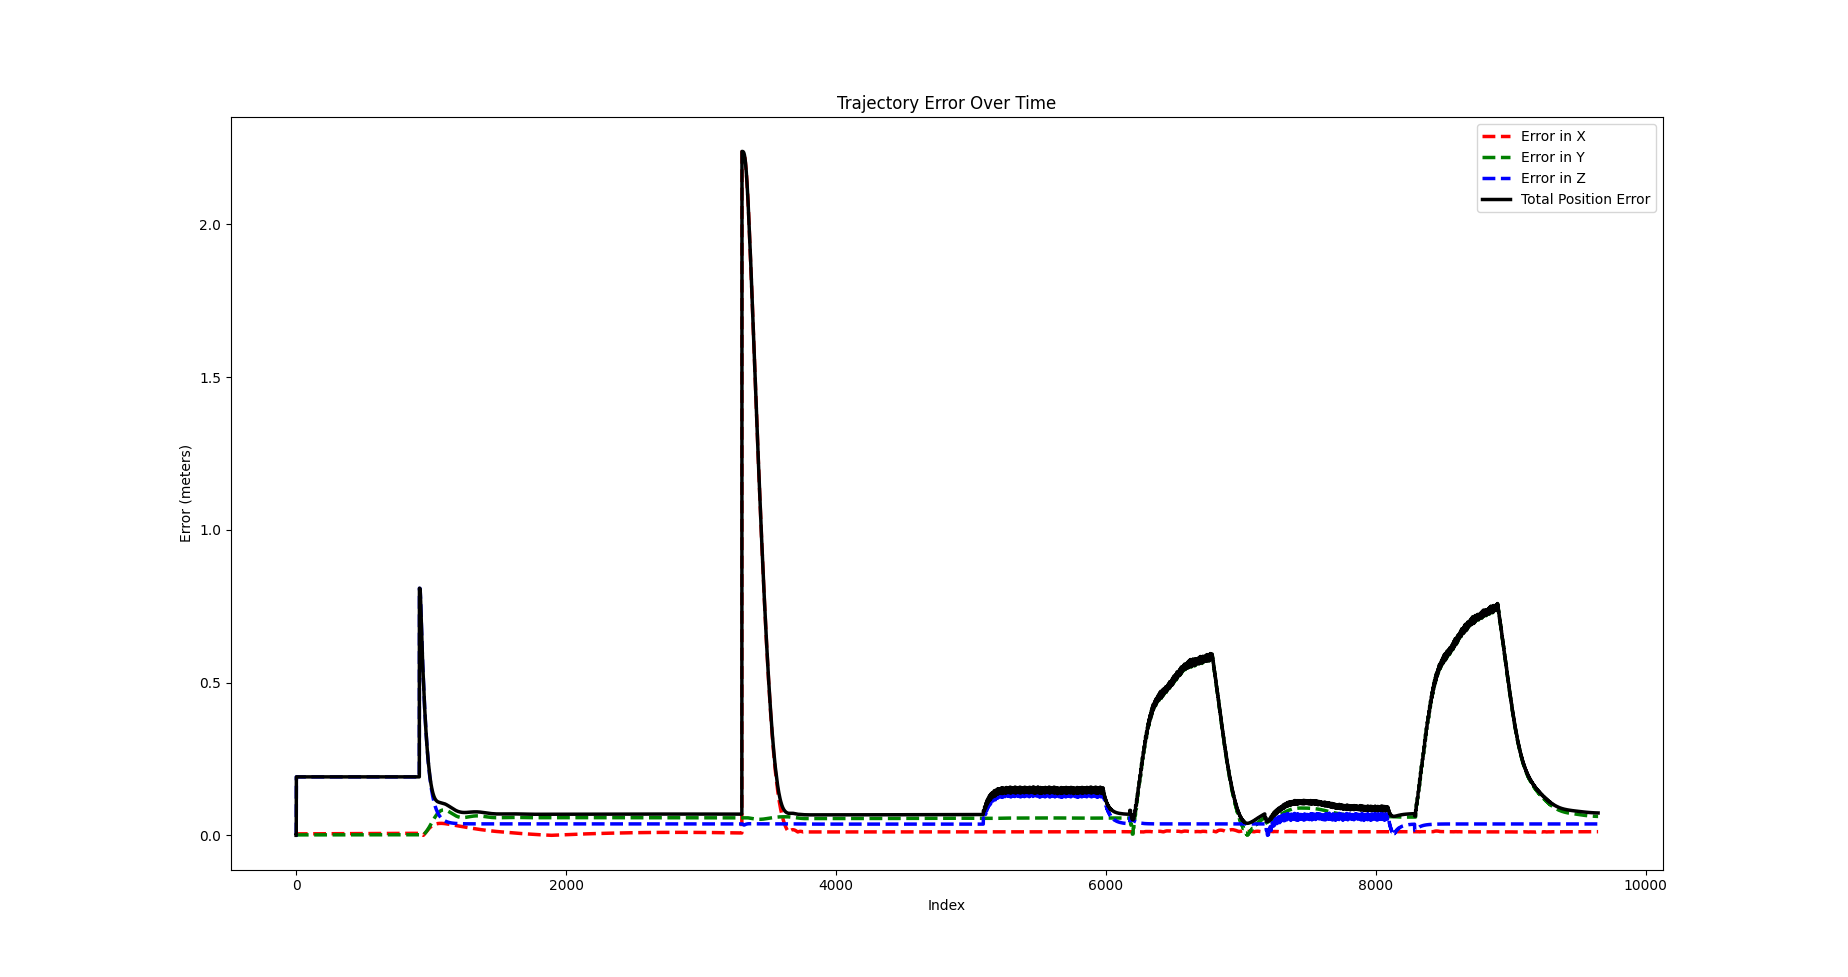 Trajectory Error Over Time
Error in X
Error in Y
Error in Z
Total Position Error
Error (meters)
2.0
1.5
1.0
0.5
0.0
0 2000 4000 6000 8000 10000
Index